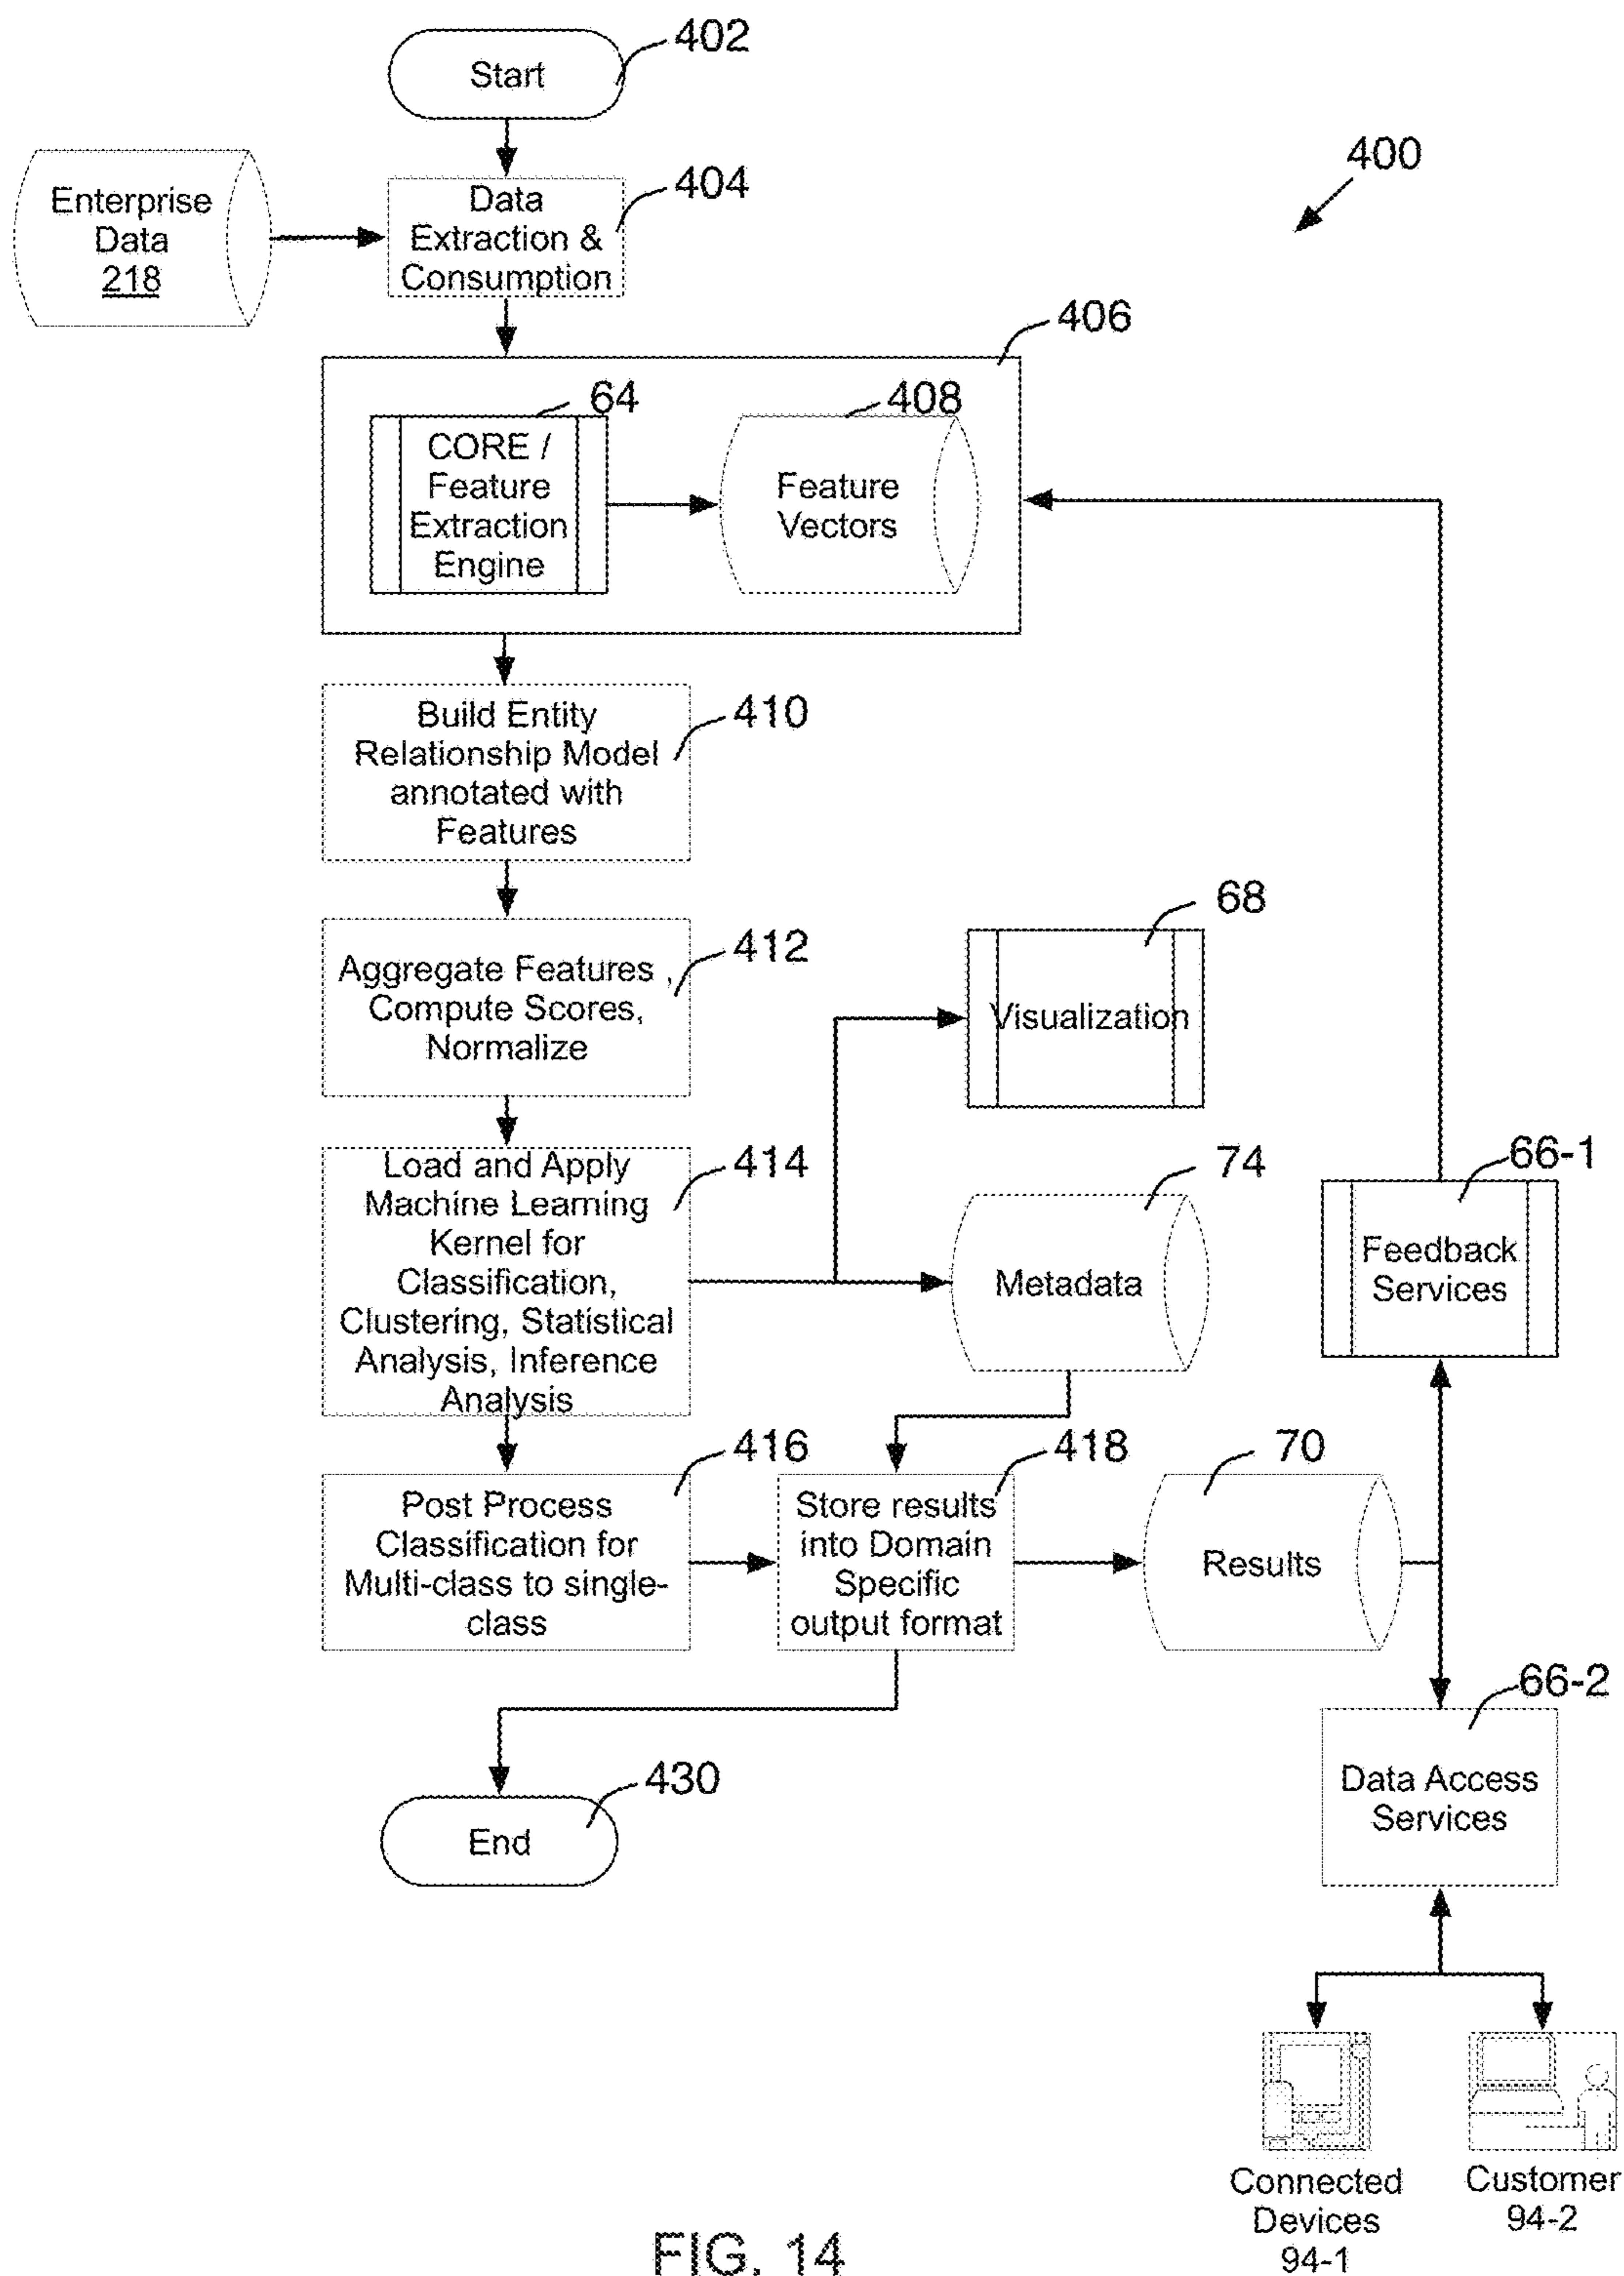 402
Start
400
404
Enterprise
Data
218
Data
Extraction &
Consumption
406
64
408
CORE /
Feature
Extraction
Engine
Feature
Vectors
410
Build Entity
Relationship Model
annotated with
Features
68
412
Aggregate Features ,
Compute Scores,
Normalize
Visualization
414
Load and Apply
Machine Learning
Kernel for
Classification,
Clustering, Statistical
Analysis, Inference
Analysis
74
Metadata
66-1
Feedback
Services
416
Post Process
Classification for
Multi-class to single-
class
418
Store results
into Domain
Specific
output format
70
Results
66-2
Data Access
Services
430
End
Connected
Devices
94-1
Customer
94-2
FIG. 14